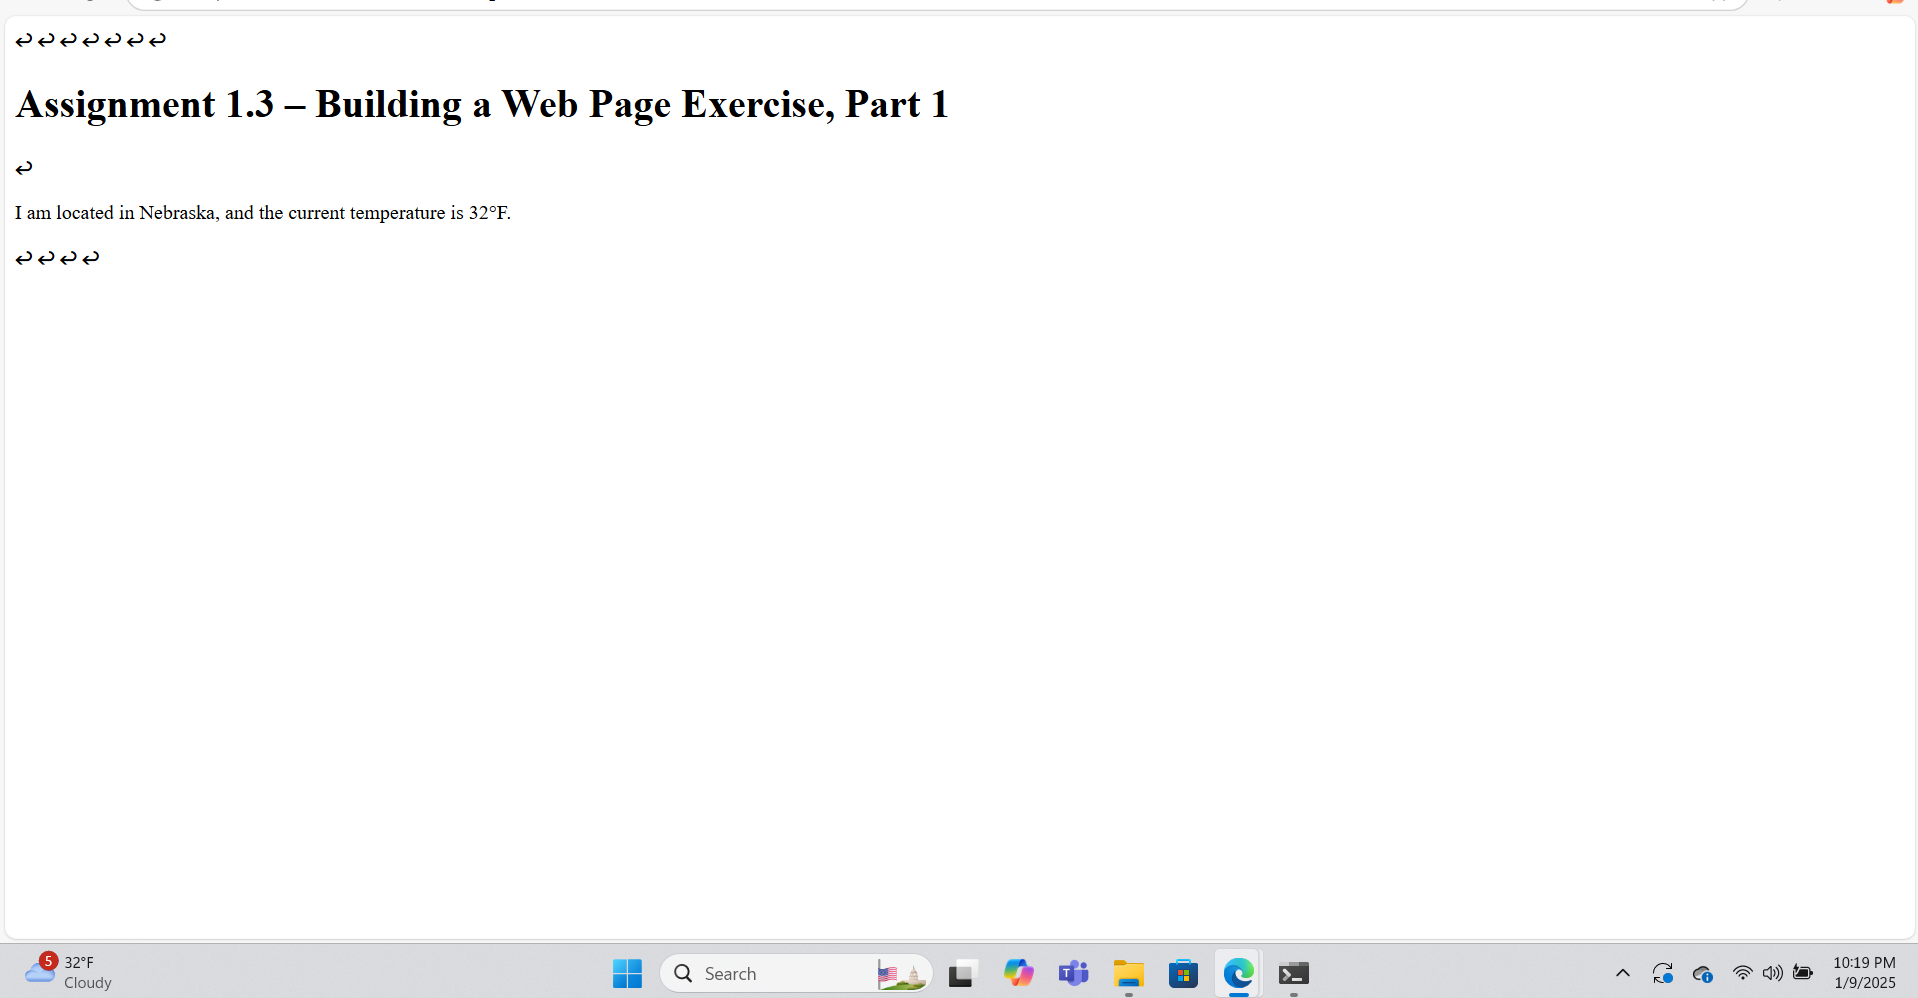 ↩ ↩ ↩ ↩ ↩ ↩ ↩
Assignment 1.3 – Building a Web Page Exercise, Part 1
↩
I am located in Nebraska, and the current temperature is 32°F.
↩ ↩ ↩ ↩
5
32°F
Cloudy
Search
10:19 PM
1/9/2025